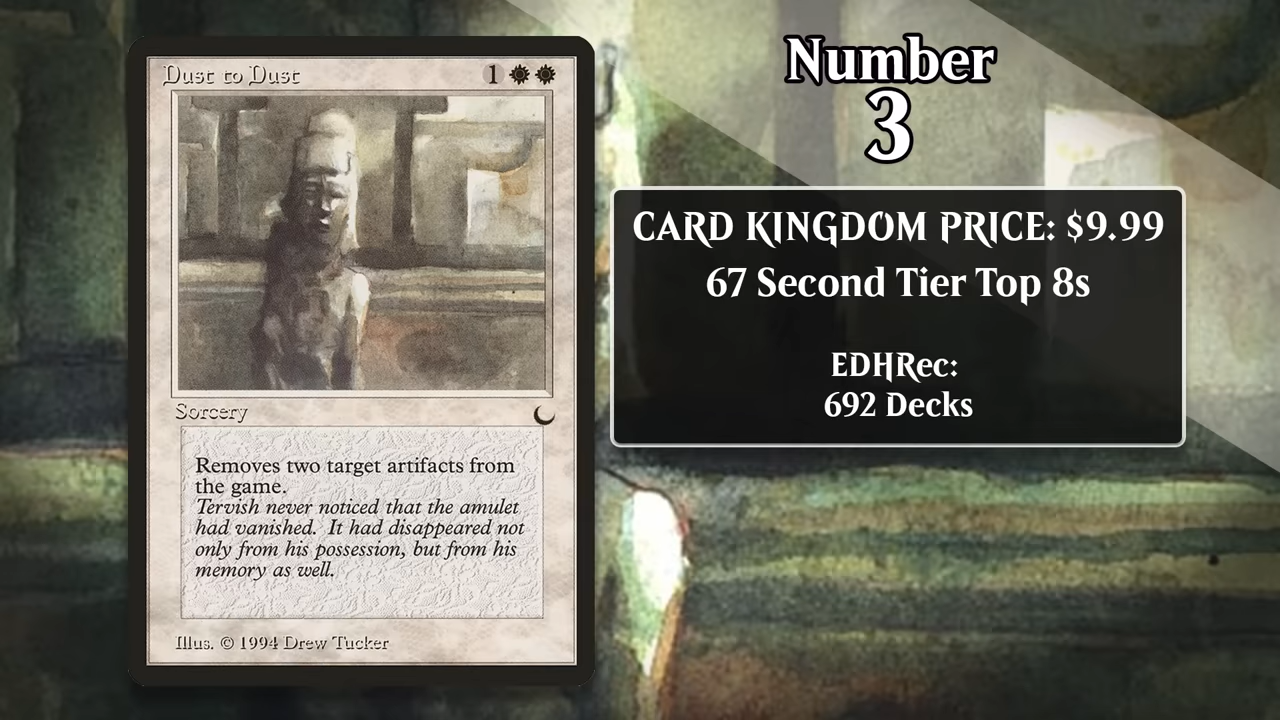 Dust to Dust
1
Sorcery
Removes two target artifacts from
the game.
Tervish never noticed that the amulet
had vanished. It had disappeared not
only from his possession, but from his
memory as well.
Illus. © 1994 Drew Tucker
Number
3
CARD KINGDOM PRICE: $9.99
67 Second Tier Top 8s
EDHRec:
692 Decks